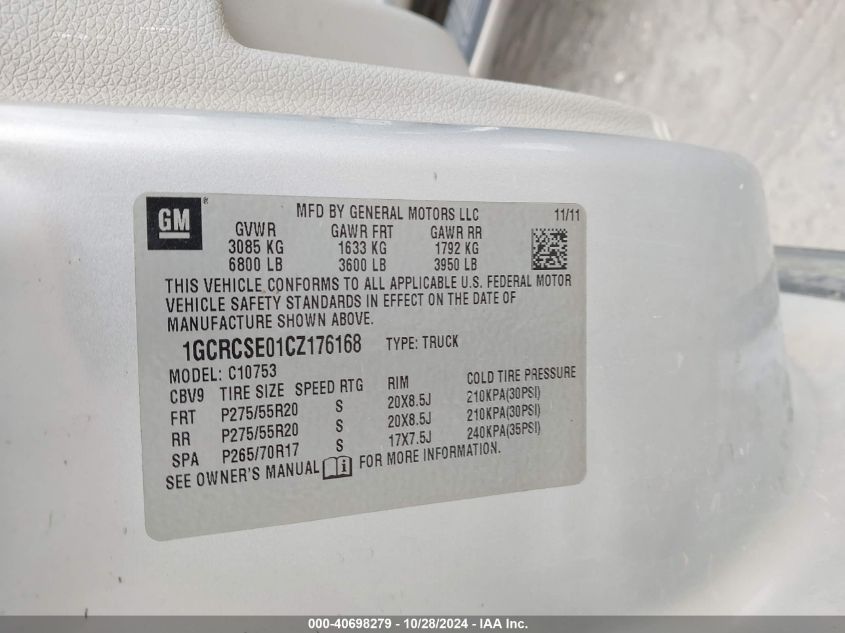 GM ®
MFD BY GENERAL MOTORS LLC 11/11
GVWR GAWR FRT GAWR RR
3085 KG 1633 KG 1792 KG
6800 LB 3600 LB 3950 LB
THIS VEHICLE CONFORMS TO ALL APPLICABLE U.S. FEDERAL MOTOR
VEHICLE SAFETY STANDARDS IN EFFECT ON THE DATE OF
MANUFACTURE SHOWN ABOVE.
1GCRCSE01CZ176168 TYPE: TRUCK
MODEL: C10753
CBV9 TIRE SIZE SPEED RTG RIM COLD TIRE PRESSURE
FRT P275/55R20 S 20X8.5J 210KPA(30PSI)
RR P275/55R20 S 20X8.5J 210KPA(30PSI)
SPA P265/70R17 S 17X7.5J 240KPA(35PSI)
SEE OWNER'S MANUAL i FOR MORE INFORMATION.
000-40698279 | 10/28/2024 | IAA Inc.